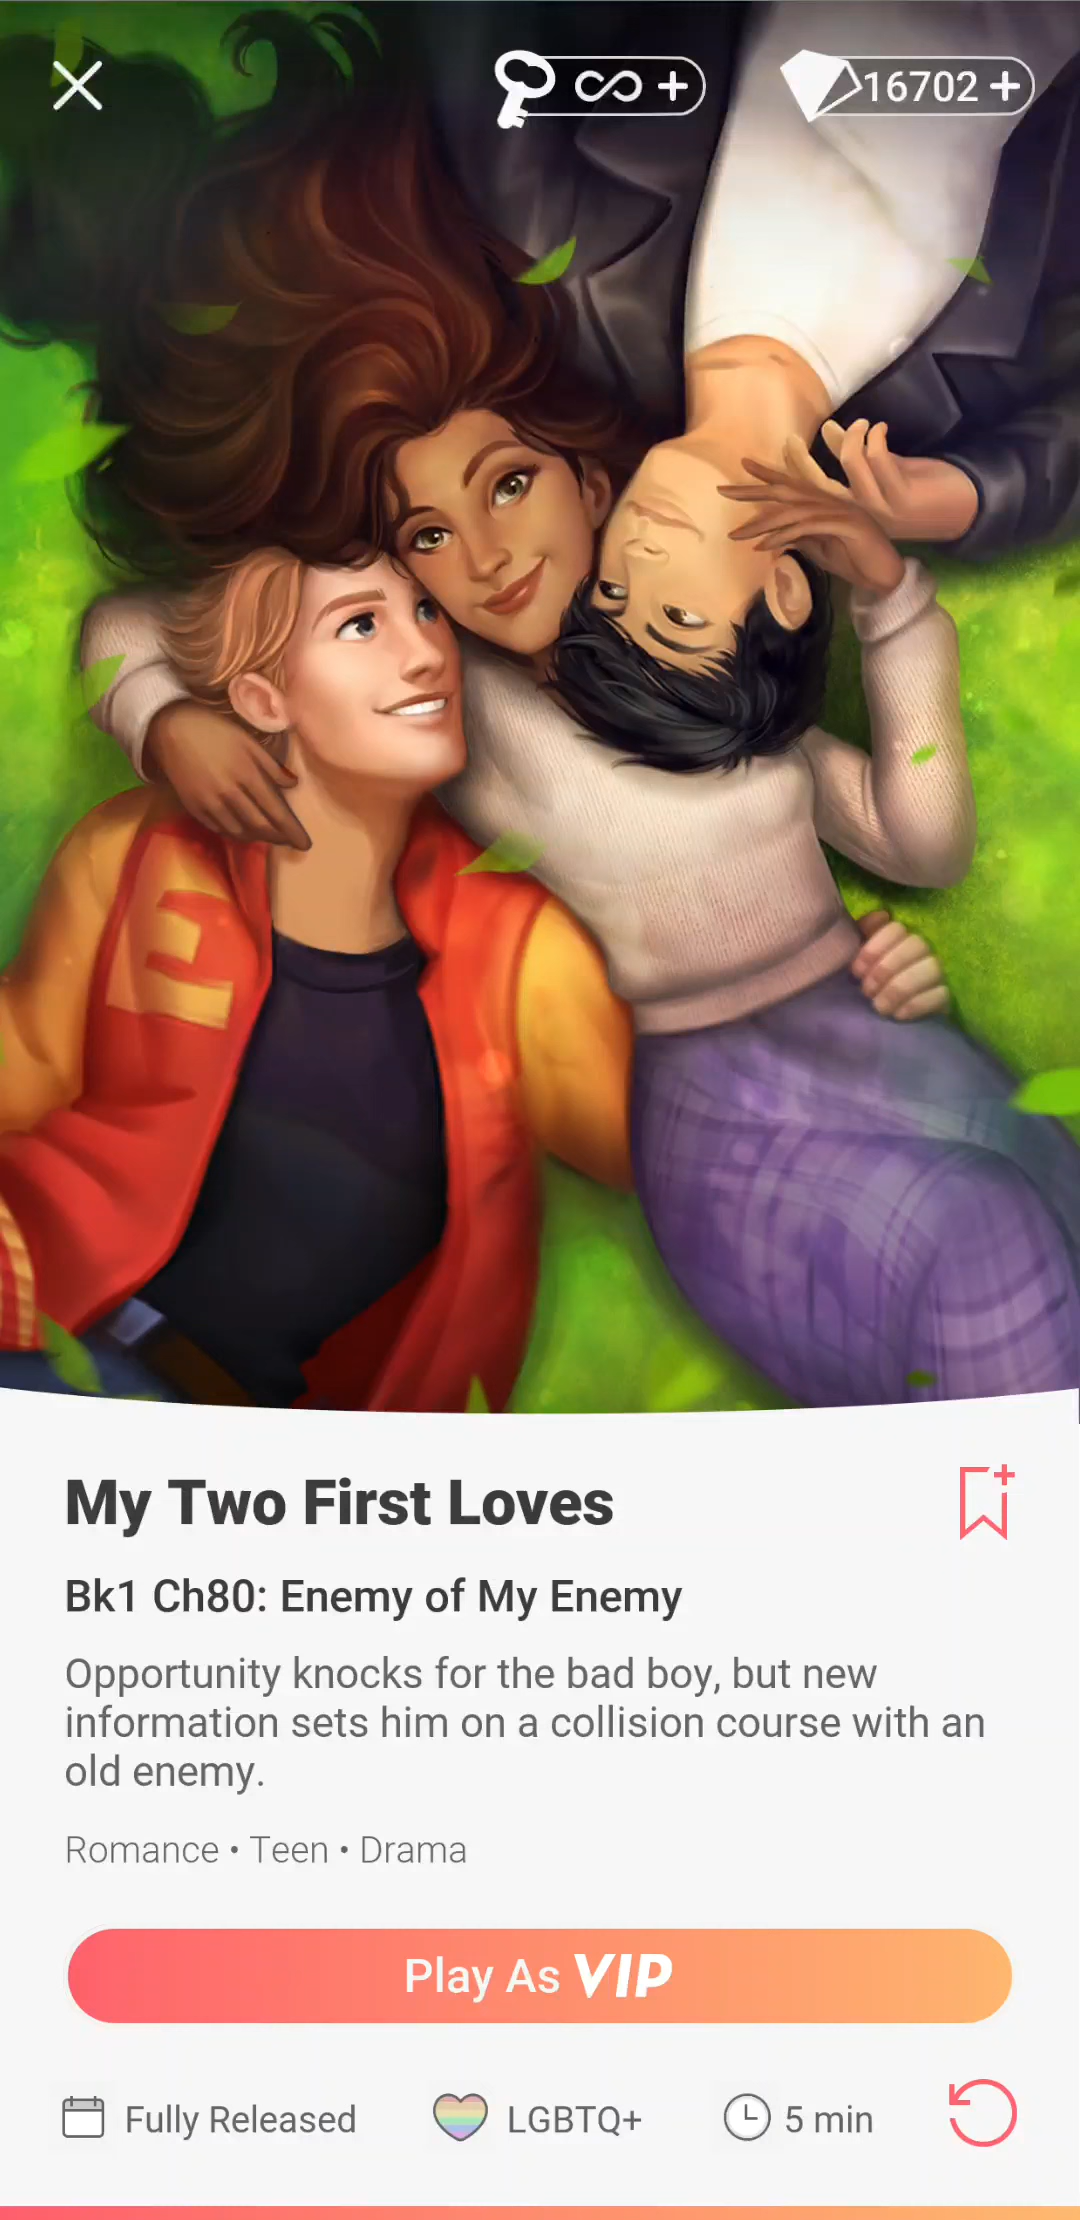 16702
E
My Two First Loves
Bk1 Ch80: Enemy of My Enemy
Opportunity knocks for the bad boy, but new
information sets him on a collision course with an
old enemy.
Romance • Teen • Drama
Play As VIP
Fully Released
LGBTQ+
5 min